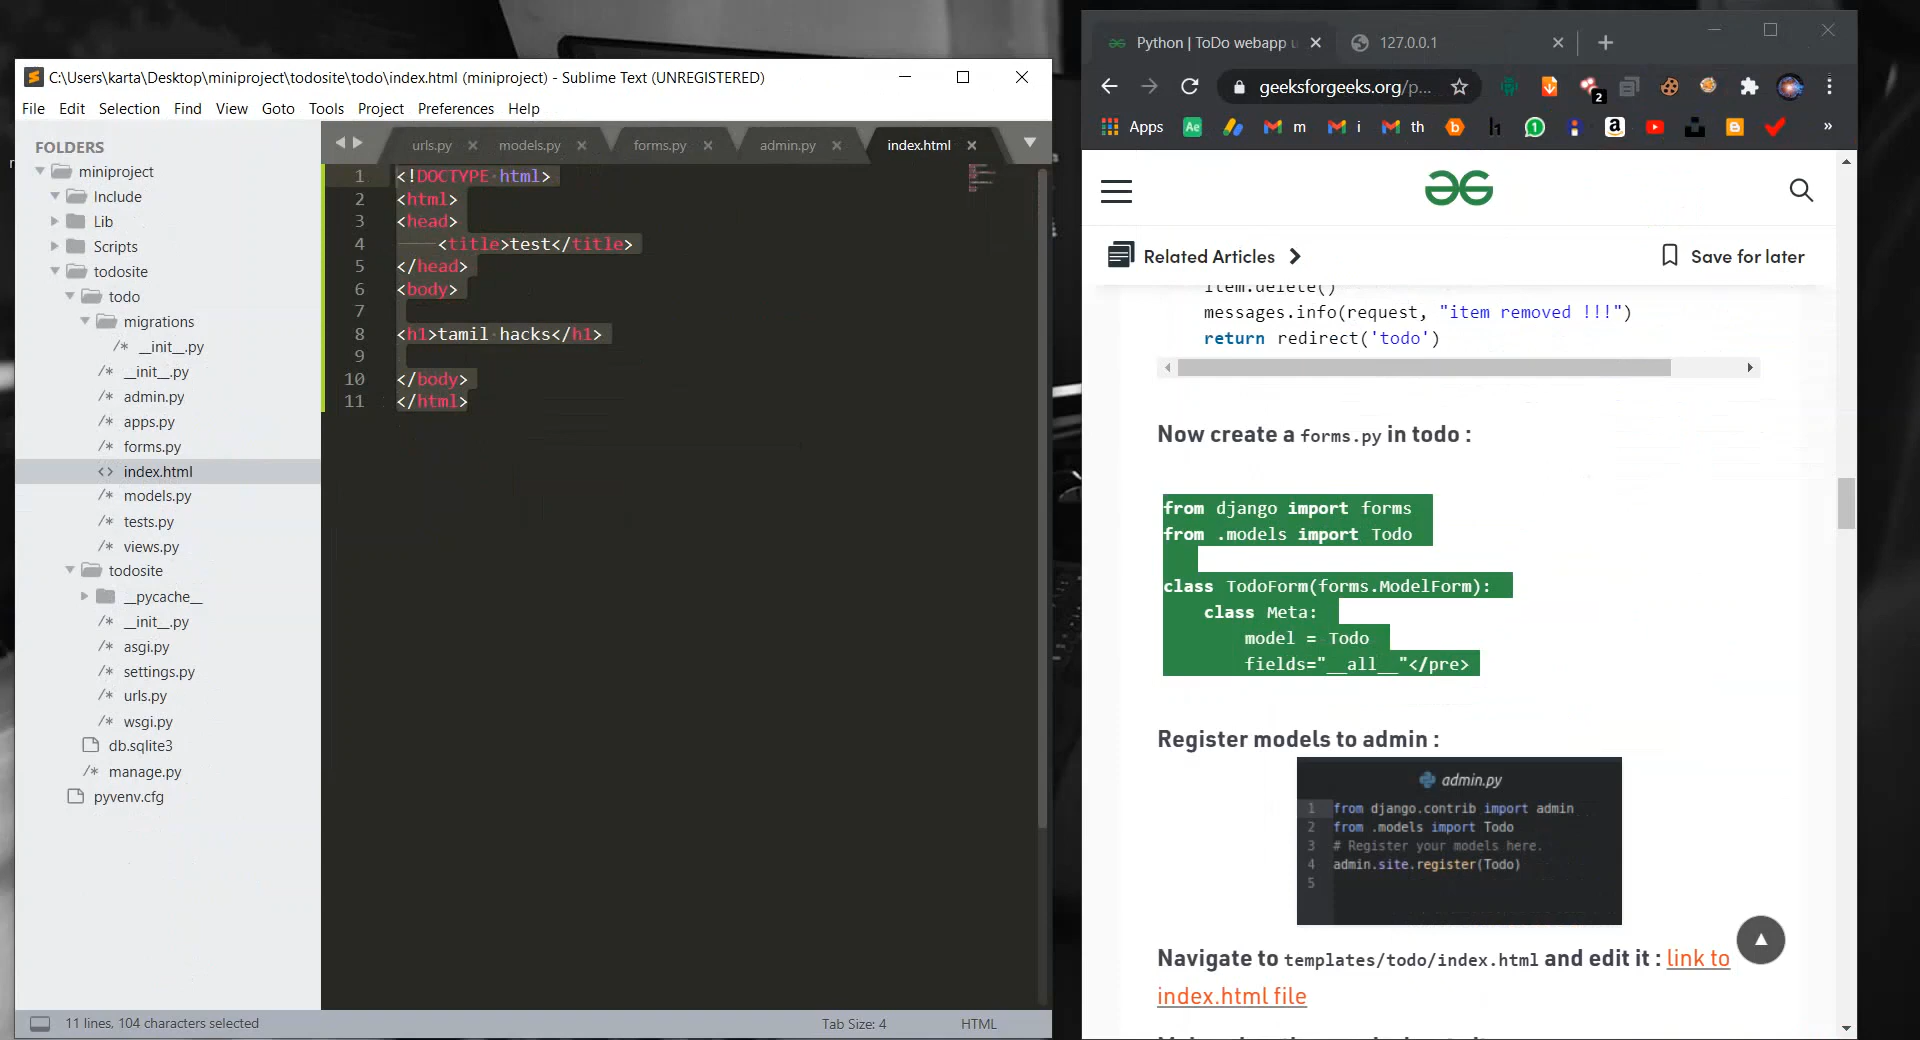 C:\Users\karta\Desktop\miniproject\todosite\todo\index.html (miniproject) - Sublime Text (UNREGISTERED)
File Edit Selection Find View Goto Tools Project Preferences Help
FOLDERS
miniproject
Include
Lib
Scripts
todosite
todo
migrations
/* __init__.py
/* __init__.py
/* admin.py
/* apps.py
/* forms.py
<> index.html
/* models.py
/* tests.py
/* views.py
todosite
__pycache__
/* __init__.py
/* asgi.py
/* settings.py
/* urls.py
/* wsgi.py
db.sqlite3
/* manage.py
pyvenv.cfg
urls.py models.py forms.py admin.py index.html
1 <!DOCTYPE html>
2 <html>
3 <head>
4 <title>test</title>
5 </head>
6 <body>
7
8 <h1>tamil hacks</h1>
9
10 </body>
11 </html>
11 lines, 104 characters selected Tab Size: 4 HTML
Python | ToDo webapp u 127.0.0.1
geeksforgeeks.org/p... 2
Apps Ae m i th 1 a »
Related Articles Save for later
item.delete()
messages.info(request, "item removed !!!")
return redirect('todo')
Now create a forms.py in todo :
from django import forms
from .models import Todo
class TodoForm(forms.ModelForm):
class Meta:
model = Todo
fields="__all__"</pre>
Register models to admin :
admin.py
1 from django.contrib import admin
2 from .models import Todo
3 # Register your models here.
4 admin.site.register(Todo)
5
Navigate to templates/todo/index.html and edit it : link to
index.html file